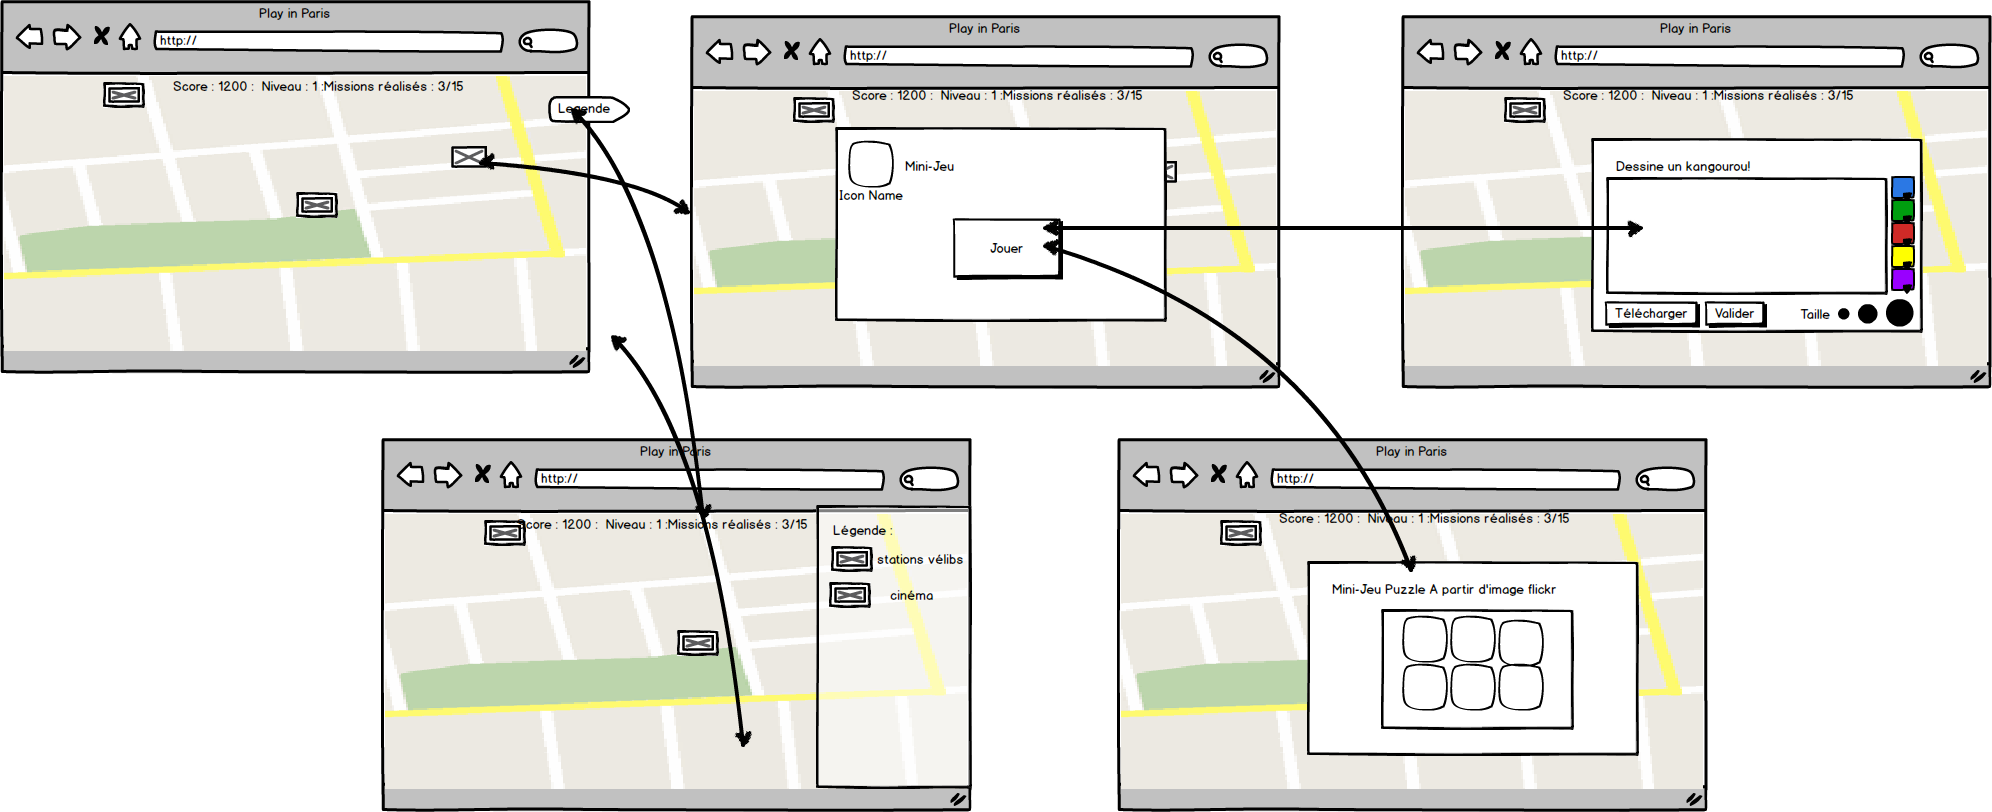 Play in Paris
http://
Score : 1200 : Niveau : 1 :Missions réalisés : 3/15
Legende
Play in Paris
http://
Score : 1200 : Niveau : 1 :Missions réalisés : 3/15
Mini-Jeu
Icon Name
Jouer
Play in Paris
http://
Score : 1200 : Niveau : 1 :Missions réalisés : 3/15
Dessine un kangourou!
Télécharger
Valider
Taille
Play in Paris
http://
Score : 1200 : Niveau : 1 :Missions réalisés : 3/15
Légende :
stations vélibs
cinéma
Play in Paris
http://
Score : 1200 : Niveau : 1 :Missions réalisés : 3/15
Mini-Jeu Puzzle A partir d'image flickr